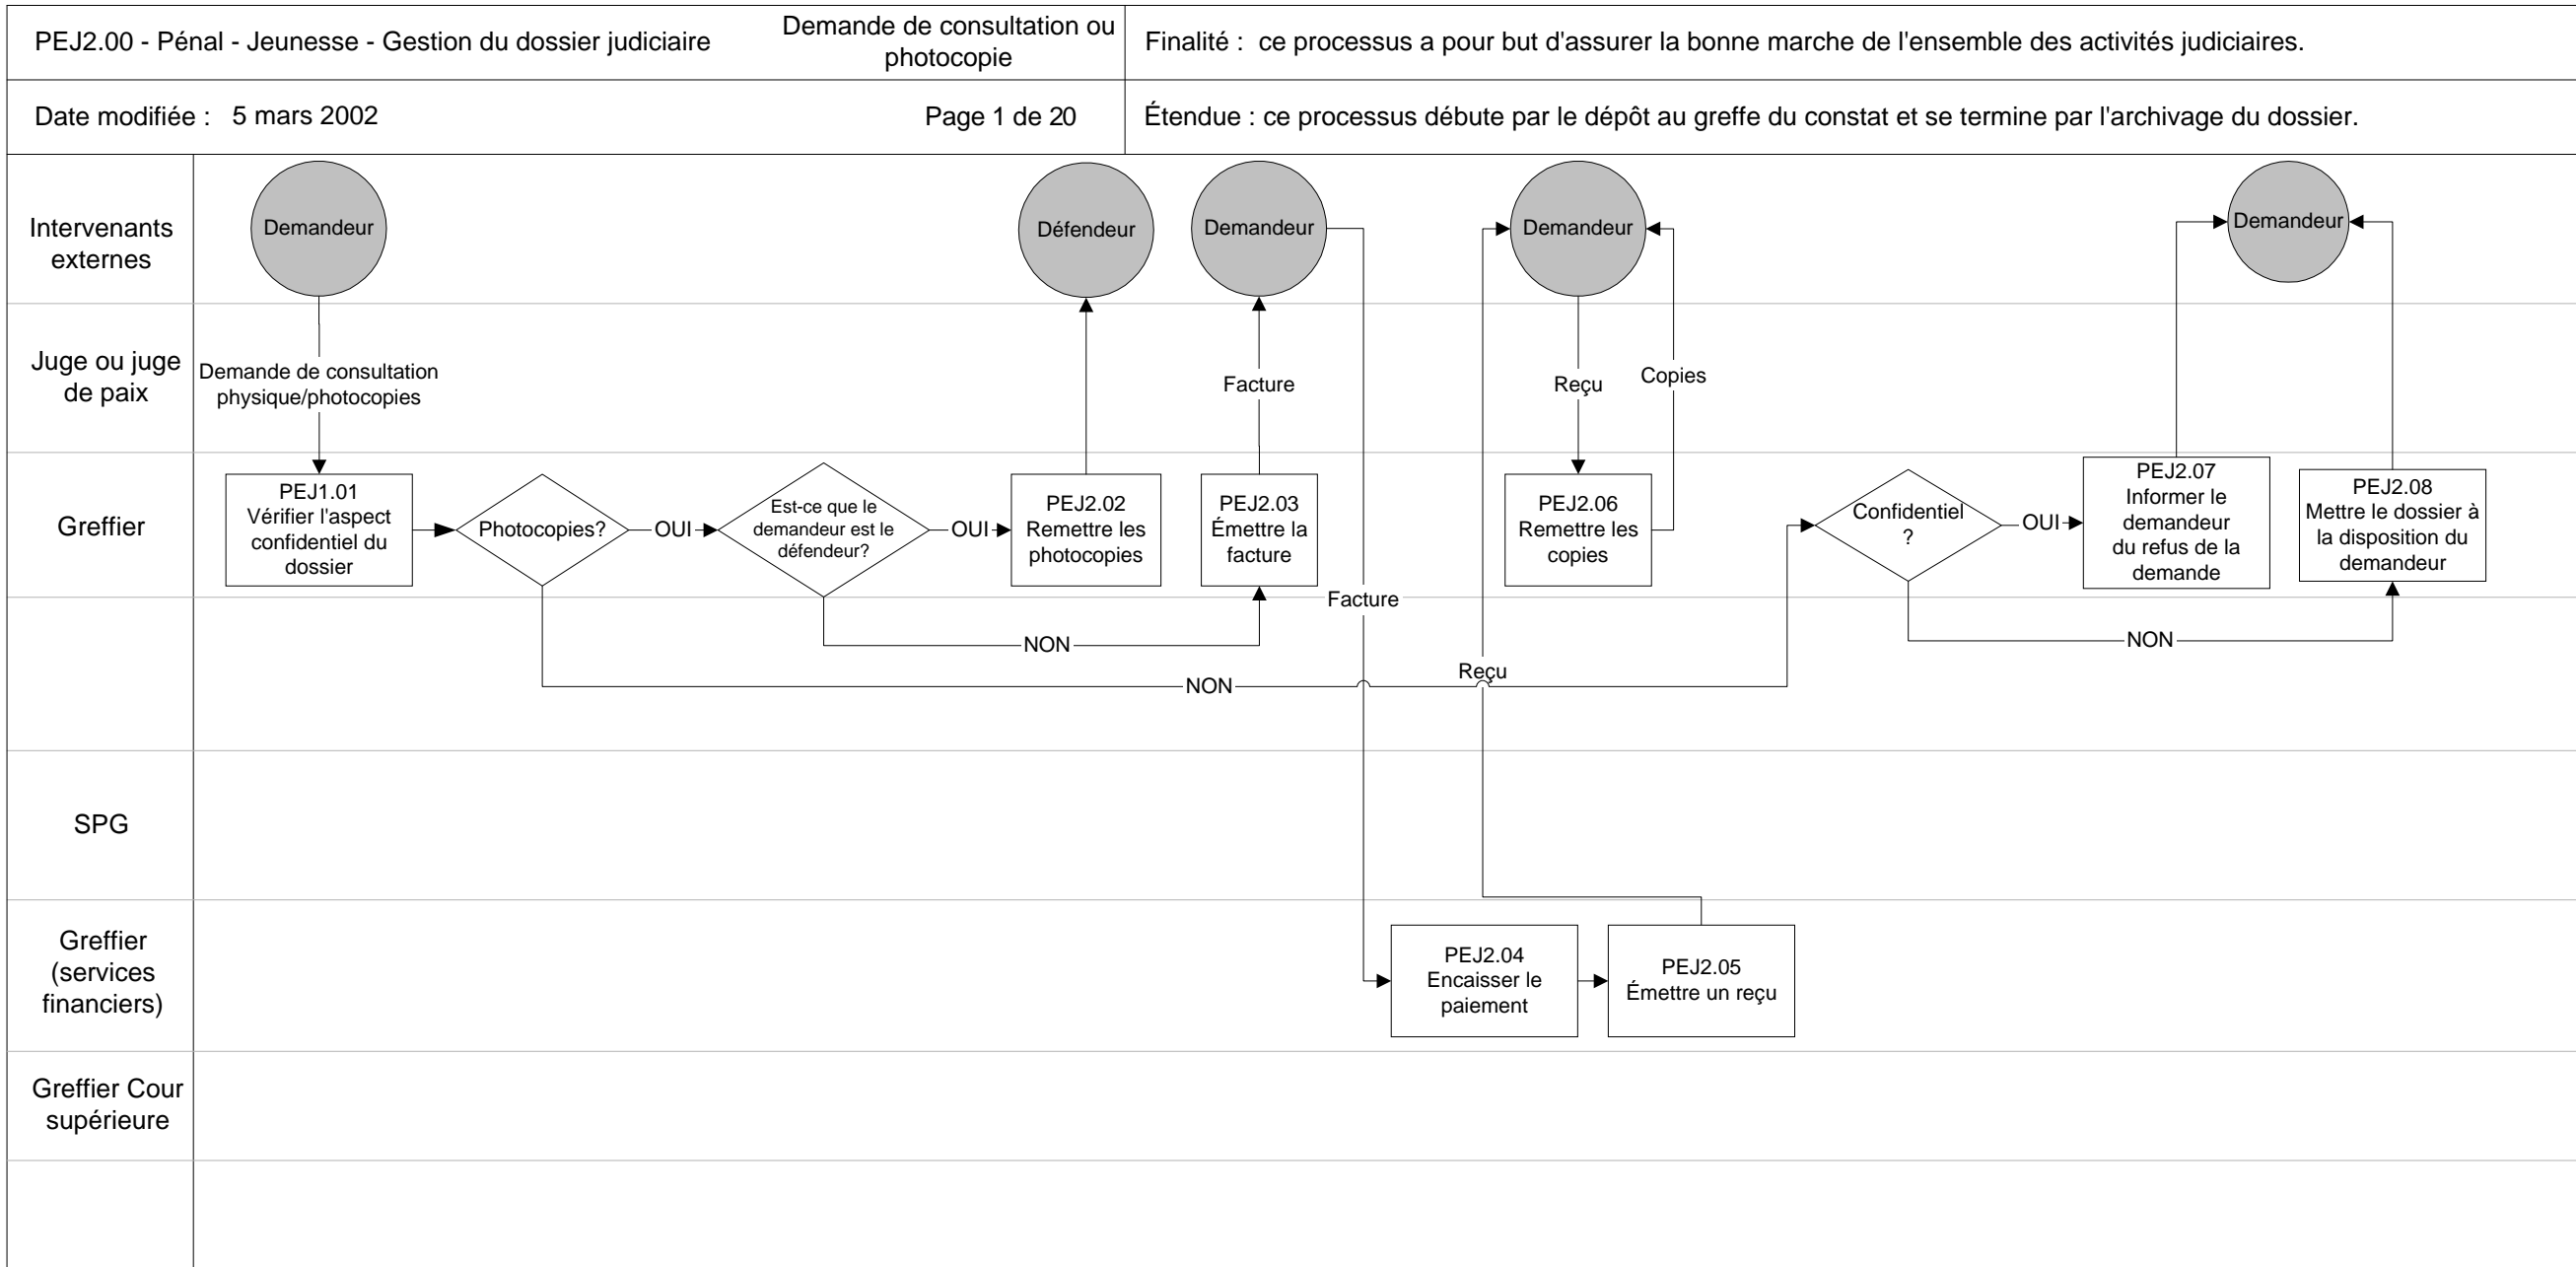 PEJ2.00 - Pénal - Jeunesse - Gestion du dossier judiciaire
Demande de consultation ou
photocopie
Finalité : ce processus a pour but d'assurer la bonne marche de l'ensemble des activités judiciaires.
Date modifiée : 5 mars 2002
Page 1 de 20
Étendue : ce processus débute par le dépôt au greffe du constat et se termine par l'archivage du dossier.
Intervenants
externes
Demandeur
Défendeur
Demandeur
Demandeur
Demandeur
Juge ou juge
de paix
Demande de consultation
physique/photocopies
Facture
Reçu
Copies
Greffier
PEJ1.01
Vérifier l'aspect
confidentiel du
dossier
Photocopies?
OUI
Est-ce que le
demandeur est le
défendeur?
OUI
PEJ2.02
Remettre les
photocopies
PEJ2.03
Émettre la
facture
PEJ2.06
Remettre les
copies
Confidentiel
?
OUI
PEJ2.07
Informer le
demandeur
du refus de la
demande
PEJ2.08
Mettre le dossier à
la disposition du
demandeur
Facture
NON
NON
Reçu
NON
SPG
Greffier
(services
financiers)
PEJ2.04
Encaisser le
paiement
PEJ2.05
Émettre un reçu
Greffier Cour
supérieure